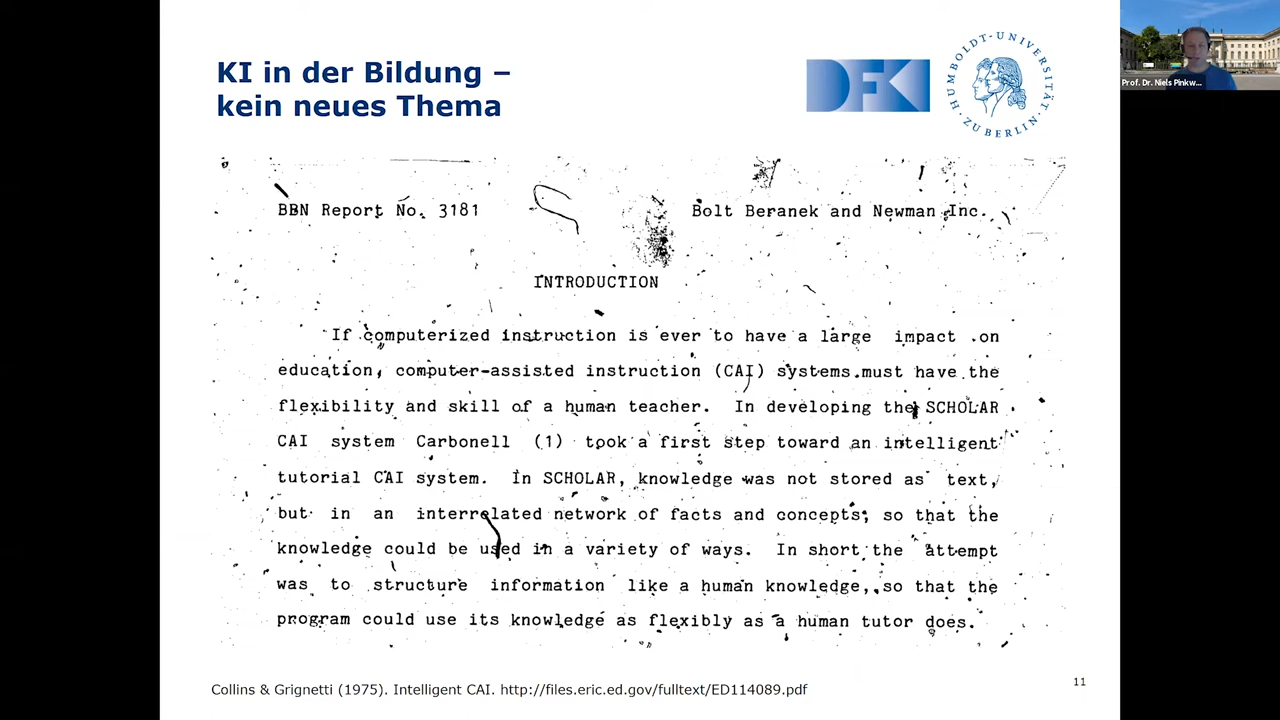 KI in der Bildung –
kein neues Thema
DFKI
HUMBOLDT-UNIVERSITÄT ZU BERLIN
Prof. Dr. Niels Pinkw...
BBN Report No. 3181
Bolt Beranek and Newman Inc.
INTRODUCTION
If computerized instruction is ever to have a large impact on
education, computer-assisted instruction (CAI) systems must have the
flexibility and skill of a human teacher. In developing the SCHOLAR
CAI system Carbonell (1) took a first step toward an intelligent
tutorial CAI system. In SCHOLAR, knowledge was not stored as text,
but in an interrelated network of facts and concepts, so that the
knowledge could be used in a variety of ways. In short the attempt
was to structure information like a human knowledge, so that the
program could use its knowledge as flexibly as a human tutor does.
Collins & Grignetti (1975). Intelligent CAI. http://files.eric.ed.gov/fulltext/ED114089.pdf
11